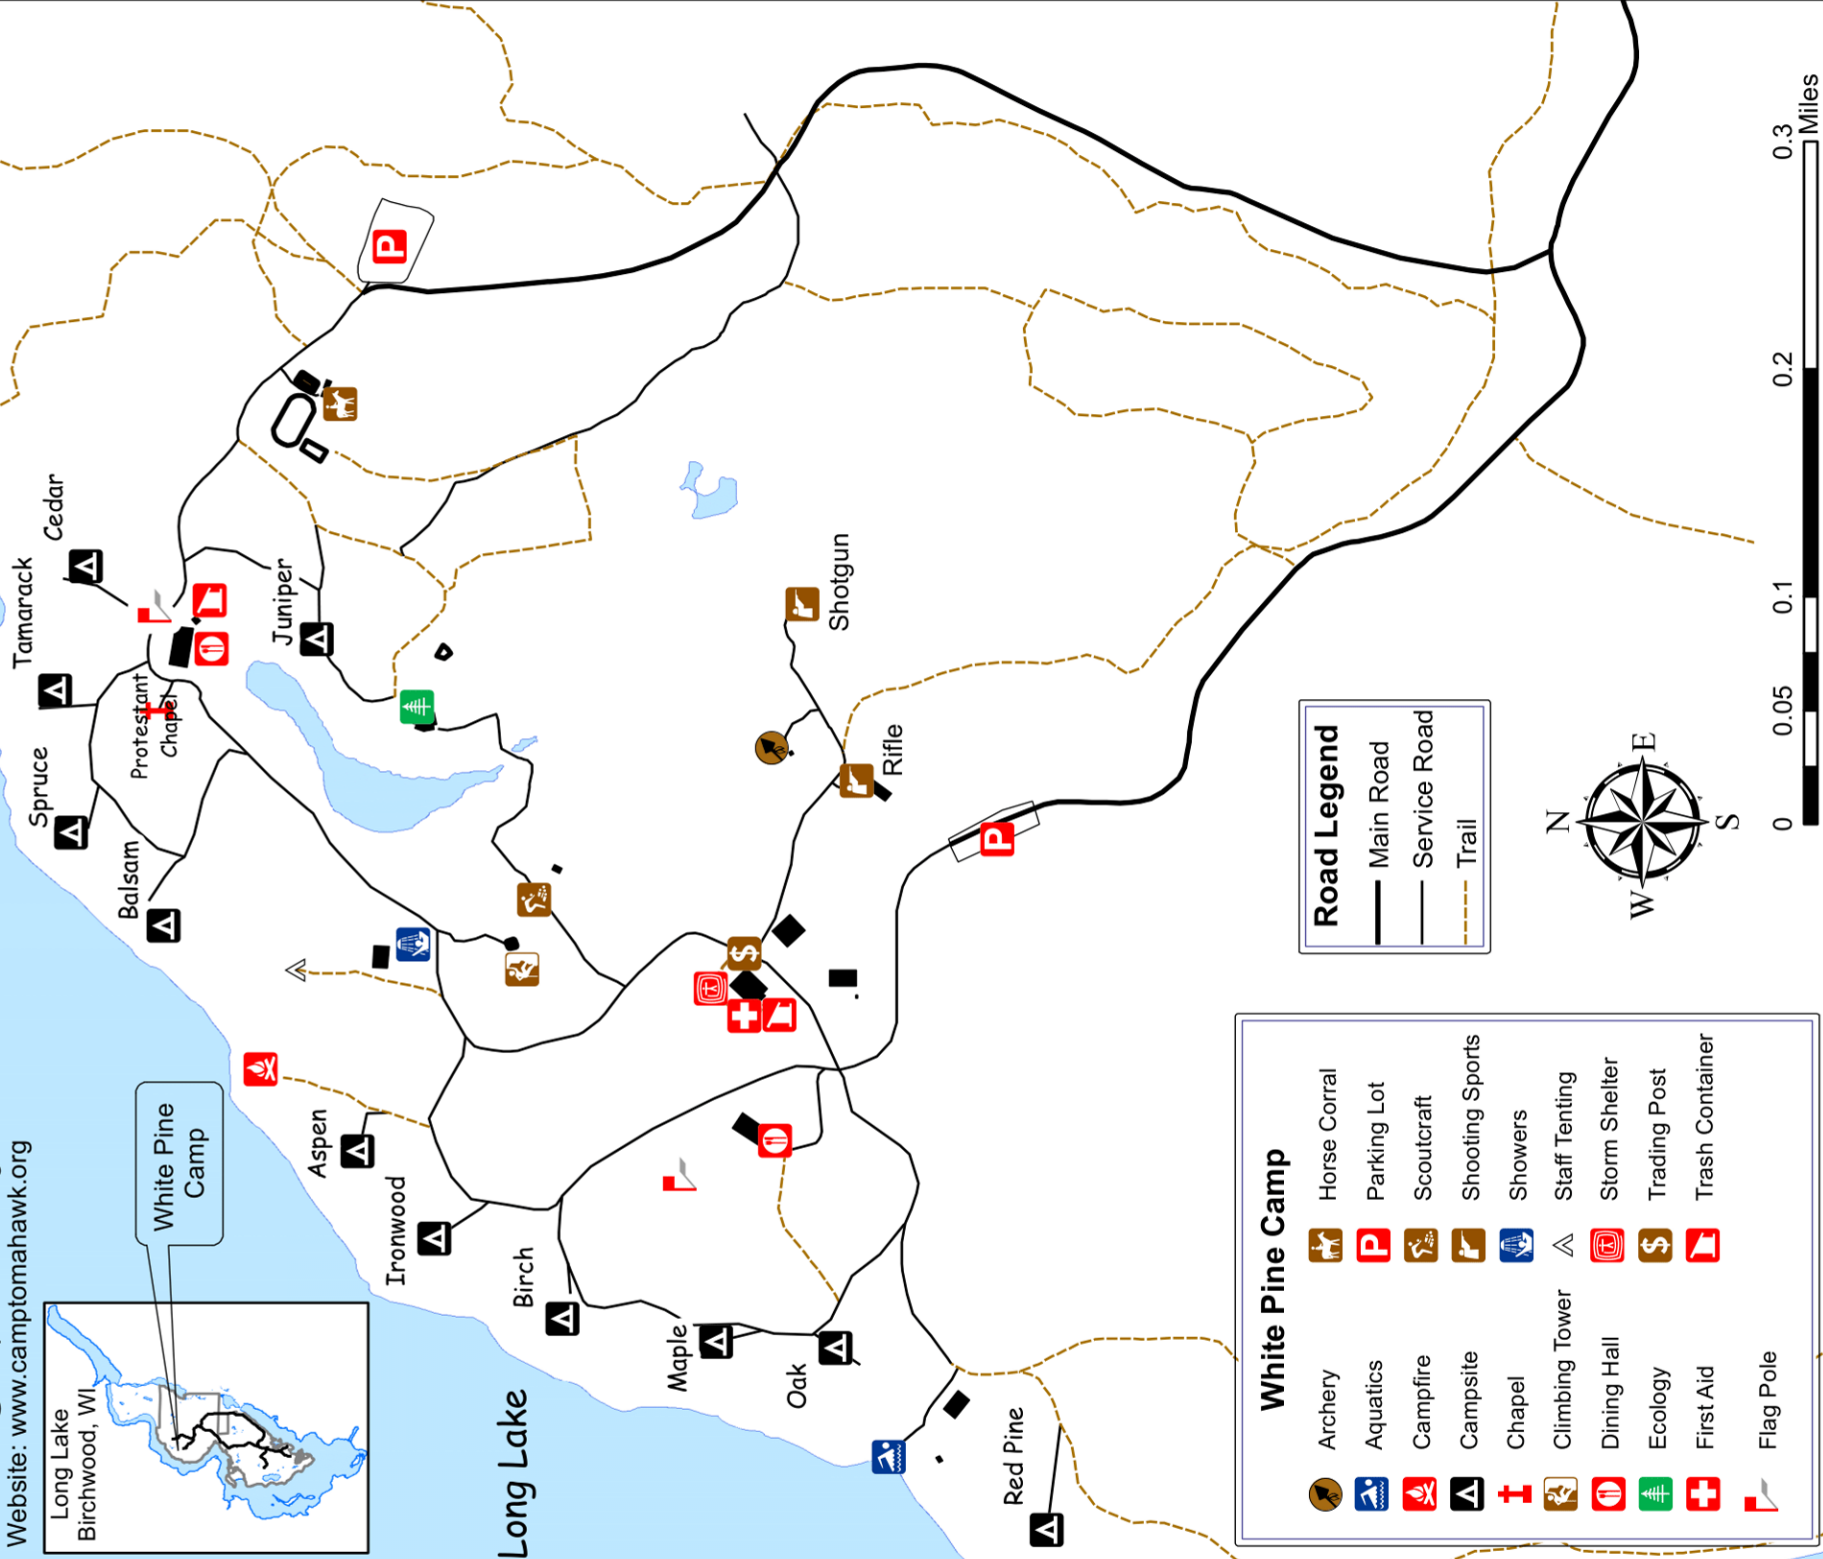 Website: www.camptomahawk.org
Long Lake
Birchwood, WI
White Pine
Camp
Long Lake
Cedar
Tamarack
Spruce
Balsam
Protestant
Chapel
Juniper
Aspen
Ironwood
Birch
Maple
Oak
Red Pine
Shotgun
Rifle
P
P
$
White Pine Camp
Archery
Aquatics
Campfire
Campsite
Chapel
Climbing Tower
Dining Hall
Ecology
First Aid
Flag Pole
Horse Corral
P Parking Lot
Scoutcraft
Shooting Sports
Showers
Staff Tenting
Storm Shelter
$ Trading Post
Trash Container
Road Legend
Main Road
Service Road
Trail
N
W
E
S
0 0.05 0.1 0.2 0.3
Miles